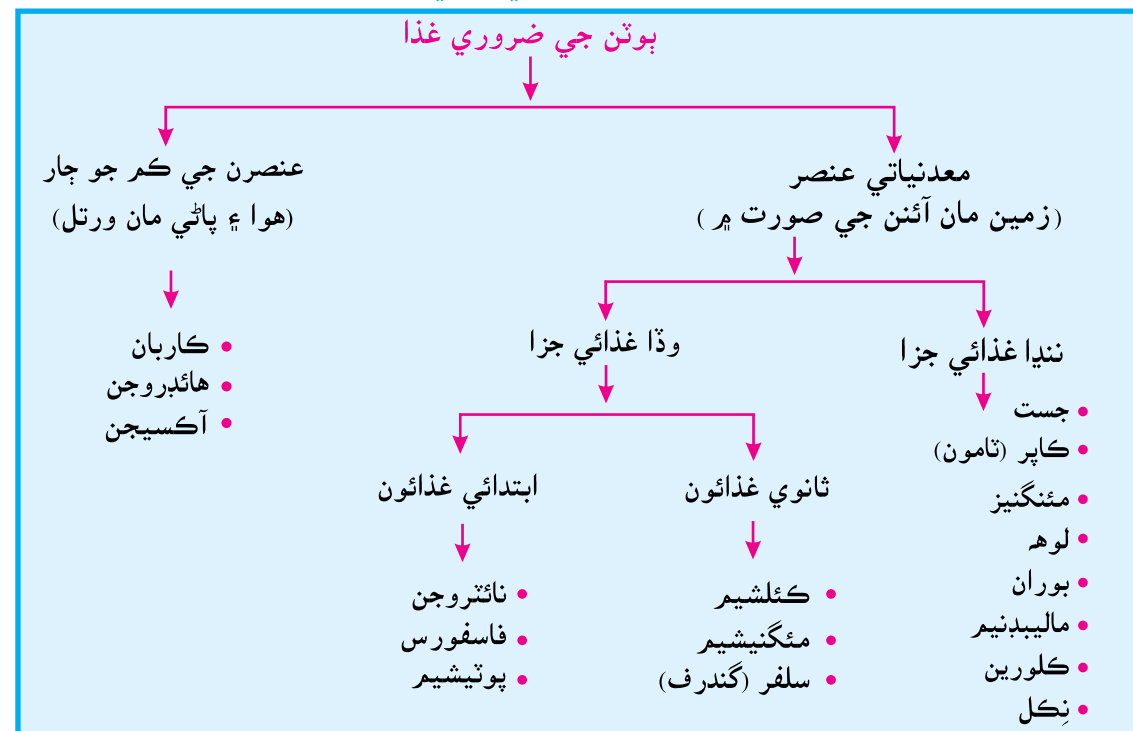 ٻوٽن جي ضروري غذا
معدنياتي عنصر
(زمين مان آئنن جي صورت ۾)
عنصرن جي ڪم جو ڄار
(هوا ۽ پاڻي مان ورتل)
ننڍا غذائي جزا
• جست
• ڪاپر (ٽامون)
• مئنگنيز
• لوهه
• بوران
• ماليبڊنيم
• ڪلورين
• نِڪل
وڏا غذائي جزا
ثانوي غذائون
• ڪئلشيم
• مئگنيشيم
• سلفر (گندرف)
ابتدائي غذائون
• نائٽروجن
• فاسفورس
• پوٽيشيم
• ڪاربان
• هائڊروجن
• آڪسيجن